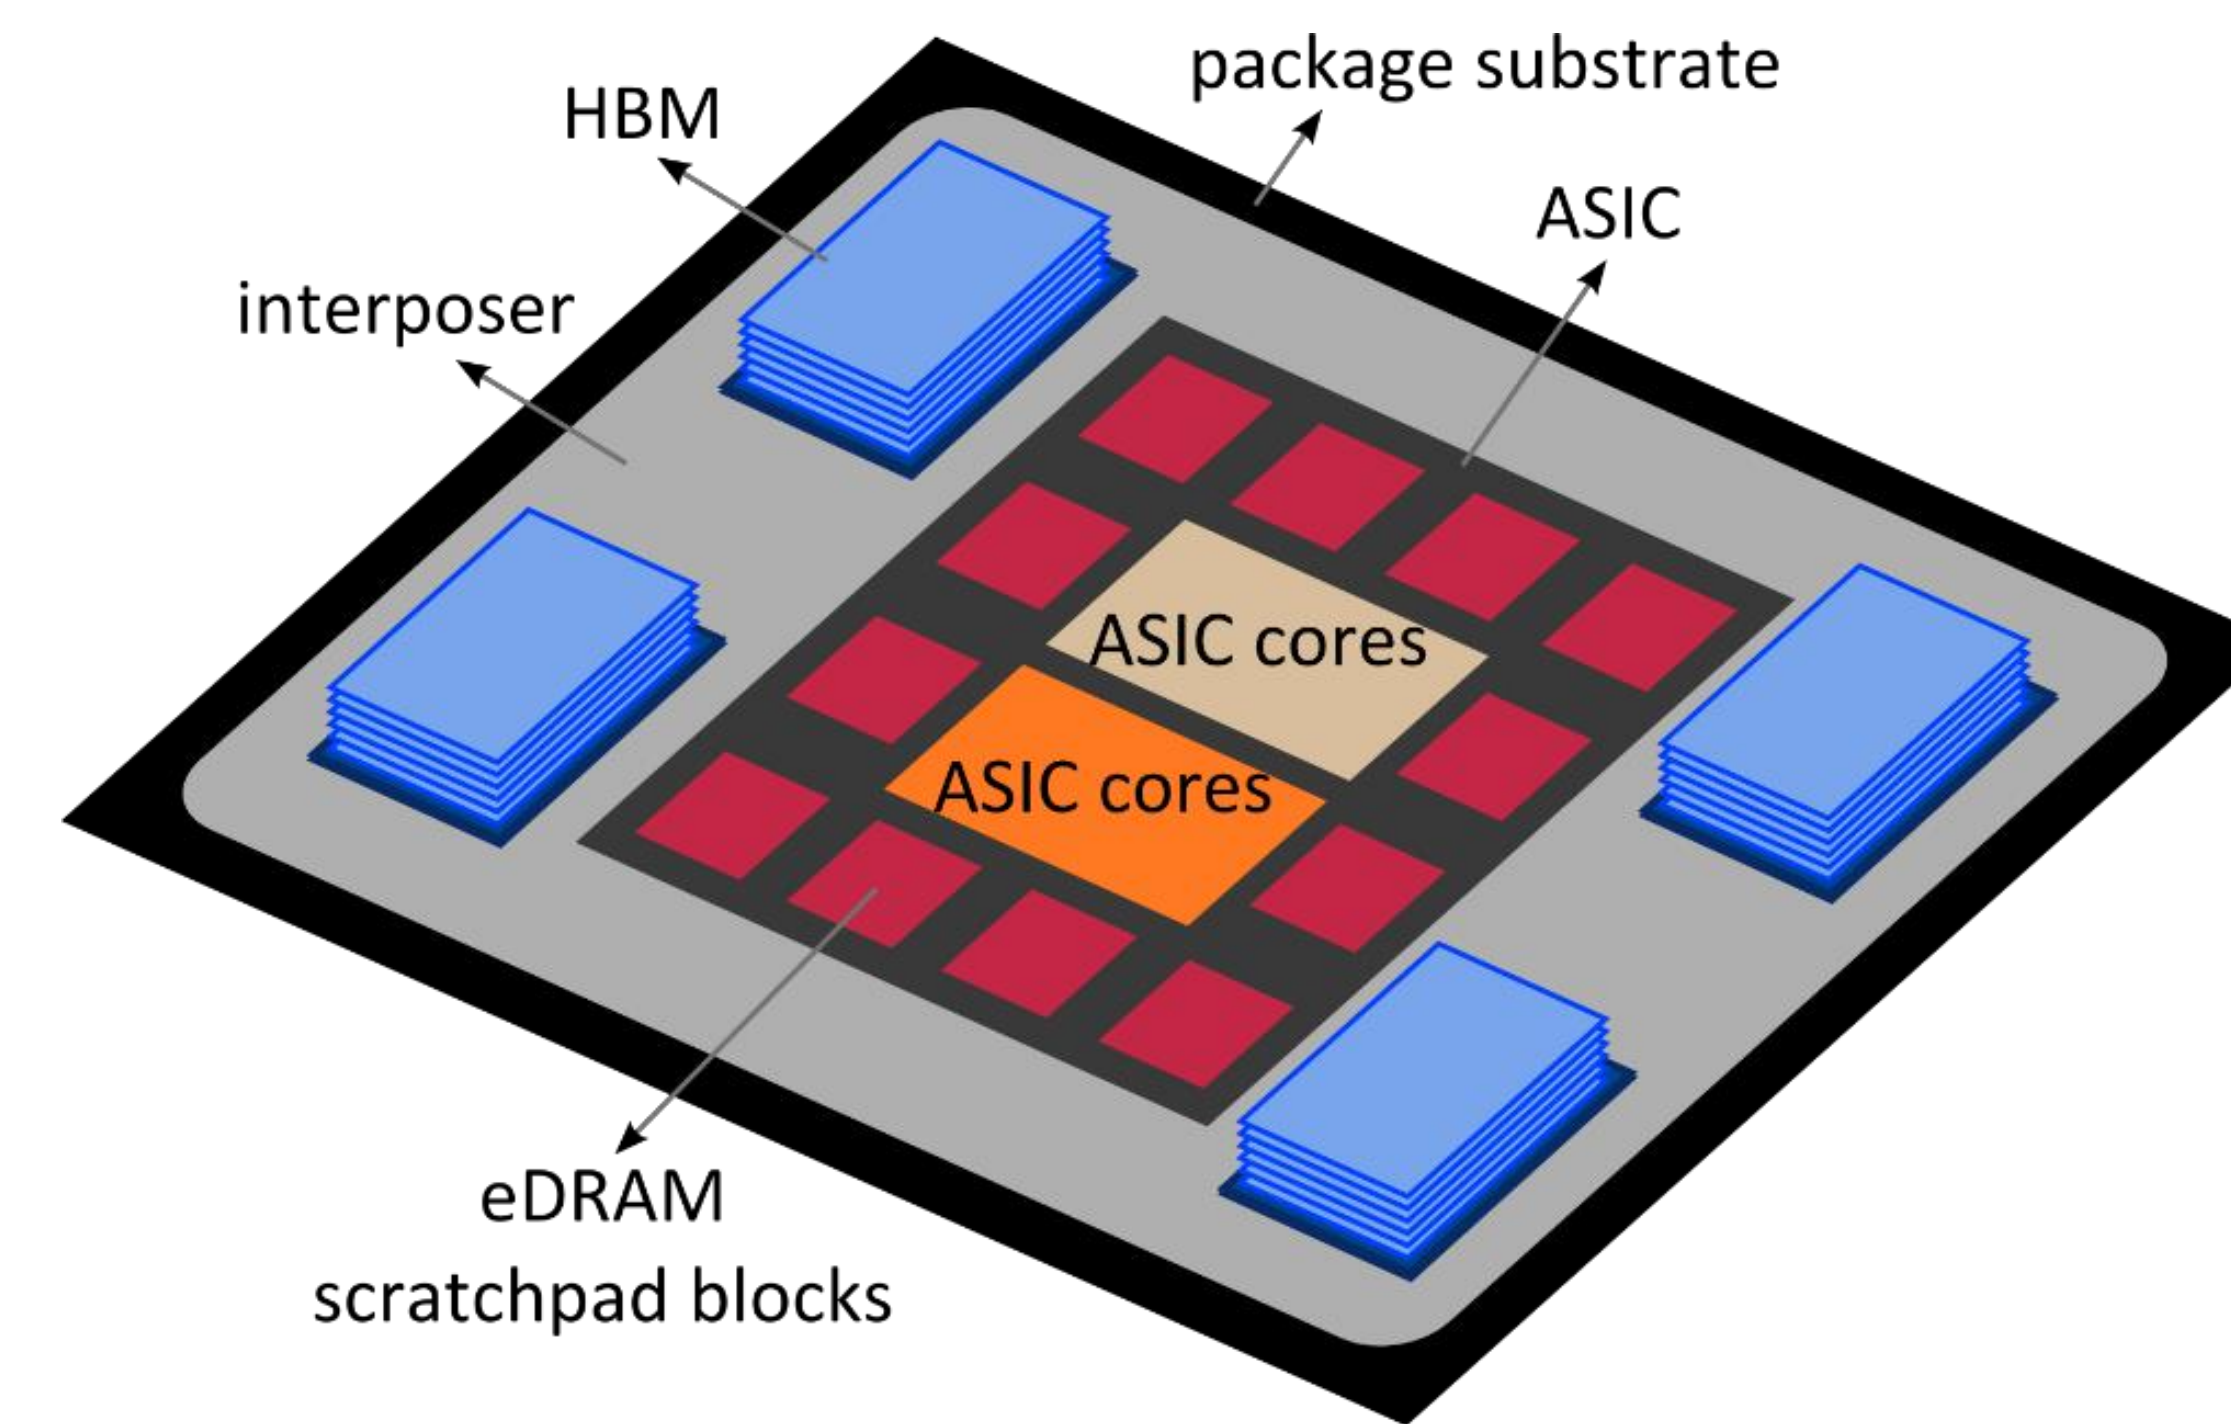 package substrate
HBM
ASIC
interposer
ASIC cores
ASIC cores
eDRAM
scratchpad blocks